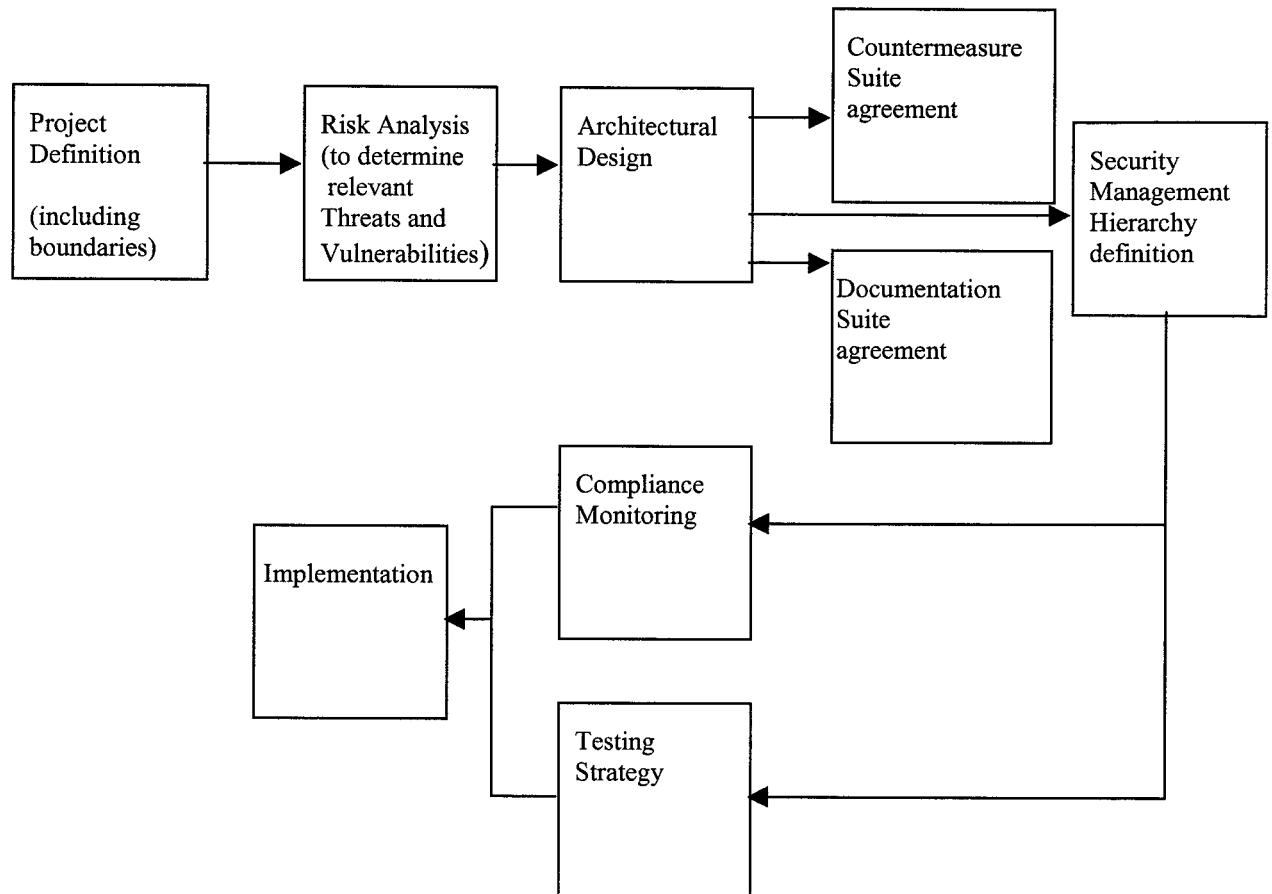 Project
Definition
(including
boundaries)
Risk Analysis
(to determine
relevant
Threats and
Vulnerabilities)
Architectural
Design
Countermeasure
Suite
agreement
Security
Management
Hierarchy
definition
Documentation
Suite
agreement
Compliance
Monitoring
Implementation
Testing
Strategy